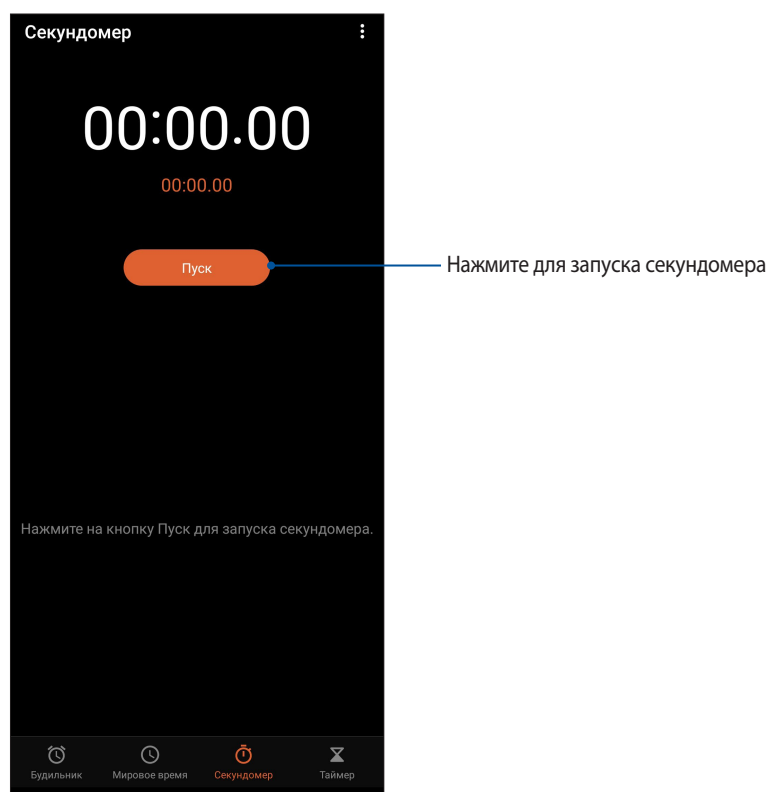 Секундомер
00:00.00
00:00.00
Пуск
Нажмите для запуска секундомера
Нажмите на кнопку Пуск для запуска секундомера.
Будильник
Мировое время
Секундомер
Таймер